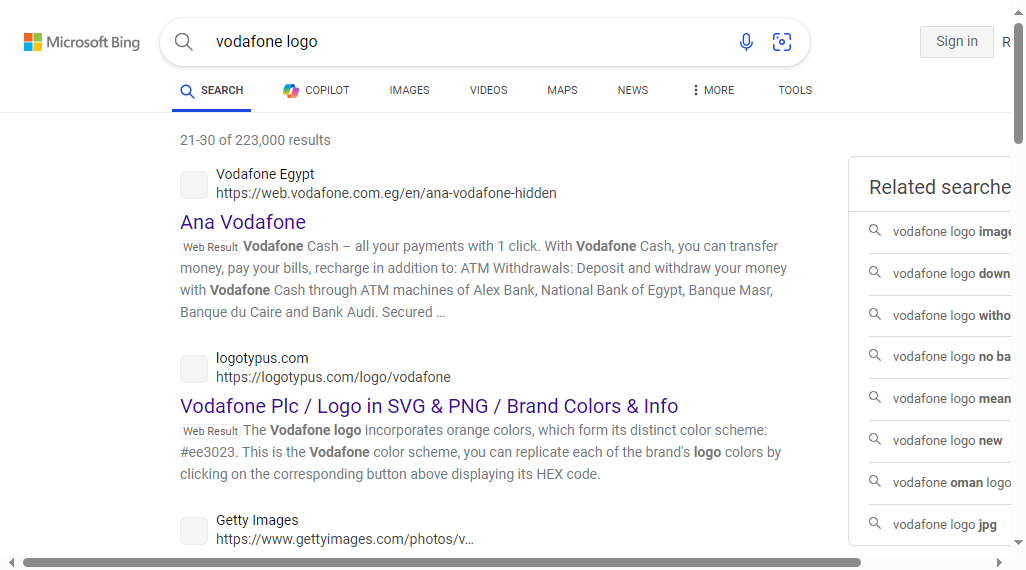 Microsoft Bing
vodafone logo
Sign in
R
SEARCH
COPILOT
IMAGES
VIDEOS
MAPS
NEWS
MORE
TOOLS
21-30 of 223,000 results
Vodafone Egypt
https://web.vodafone.com.eg/en/ana-vodafone-hidden
Ana Vodafone
Web Result Vodafone Cash – all your payments with 1 click. With Vodafone Cash, you can transfer
money, pay your bills, recharge in addition to: ATM Withdrawals: Deposit and withdraw your money
with Vodafone Cash through ATM machines of Alex Bank, National Bank of Egypt, Banque Masr,
Banque du Caire and Bank Audi. Secured …
logotypus.com
https://logotypus.com/logo/vodafone
Vodafone Plc / Logo in SVG & PNG / Brand Colors & Info
Web Result The Vodafone logo incorporates orange colors, which form its distinct color scheme:
#ee3023. This is the Vodafone color scheme, you can replicate each of the brand's logo colors by
clicking on the corresponding button above displaying its HEX code.
Getty Images
https://www.gettyimages.com/photos/v…
Related searche
vodafone logo image
vodafone logo down
vodafone logo witho
vodafone logo no ba
vodafone logo mean
vodafone logo new
vodafone oman logo
vodafone logo jpg